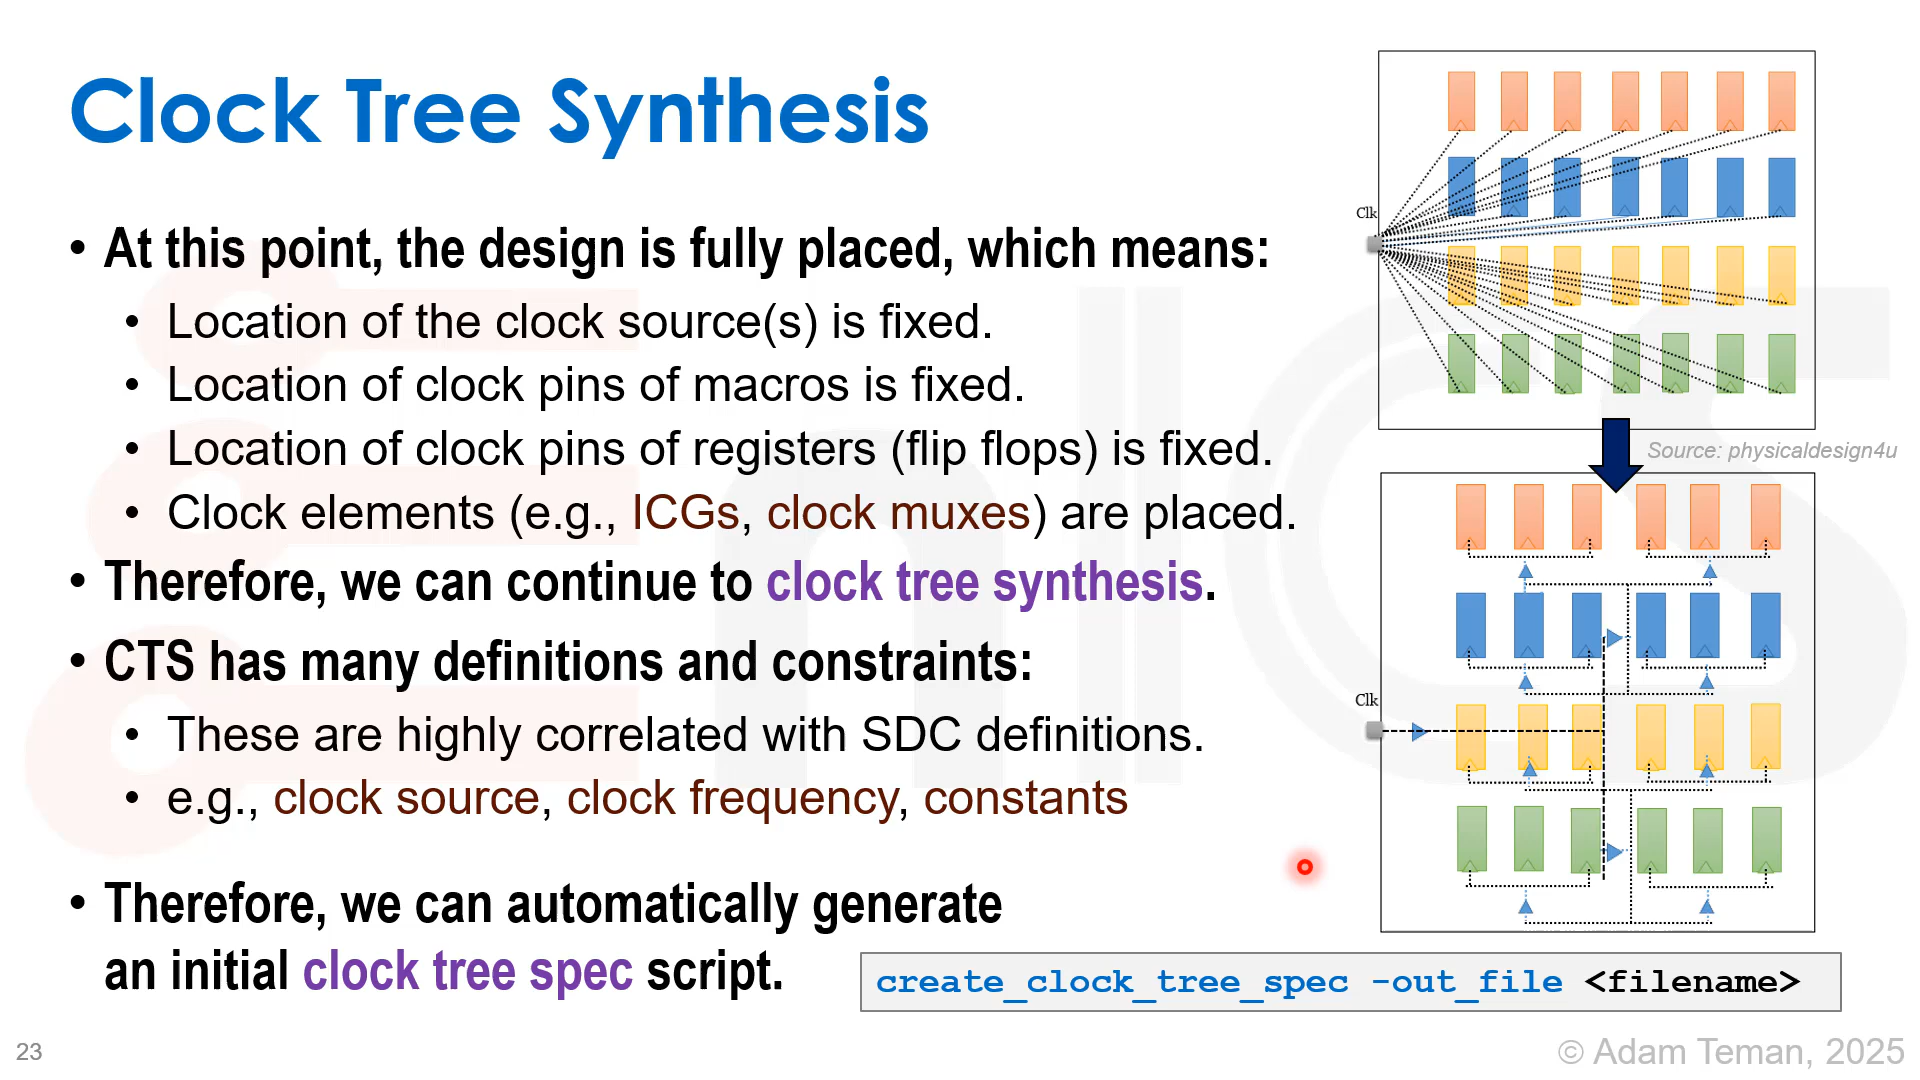 Clock Tree Synthesis
• At this point, the design is fully placed, which means:
• Location of the clock source(s) is fixed.
• Location of clock pins of macros is fixed.
• Location of clock pins of registers (flip flops) is fixed.
• Clock elements (e.g., ICGs, clock muxes) are placed.
• Therefore, we can continue to clock tree synthesis.
• CTS has many definitions and constraints:
• These are highly correlated with SDC definitions.
• e.g., clock source, clock frequency, constants
• Therefore, we can automatically generate
an initial clock tree spec script.
create_clock_tree_spec -out_file <filename>
Clk
Source: physicaldesign4u
Clk
EnICS
23
© Adam Teman, 2025